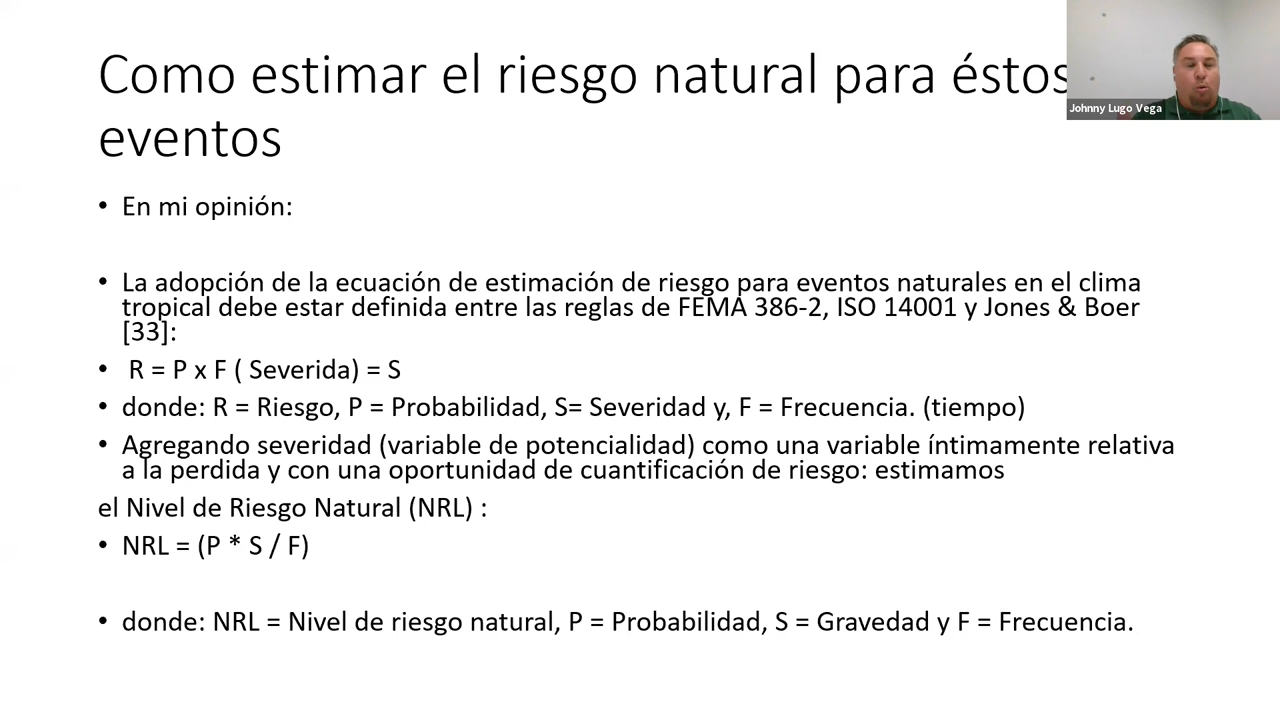 Como estimar el riesgo natural para éstos
eventos
Johnny Lugo Vega
• En mi opinión:
• La adopción de la ecuación de estimación de riesgo para eventos naturales en el clima
tropical debe estar definida entre las reglas de FEMA 386-2, ISO 14001 y Jones & Boer
[33]:
• R = P x F ( Severida) = S
• donde: R = Riesgo, P = Probabilidad, S= Severidad y, F = Frecuencia. (tiempo)
• Agregando severidad (variable de potencialidad) como una variable íntimamente relativa
a la perdida y con una oportunidad de cuantificación de riesgo: estimamos
el Nivel de Riesgo Natural (NRL) :
• NRL = (P * S / F)
• donde: NRL = Nivel de riesgo natural, P = Probabilidad, S = Gravedad y F = Frecuencia.